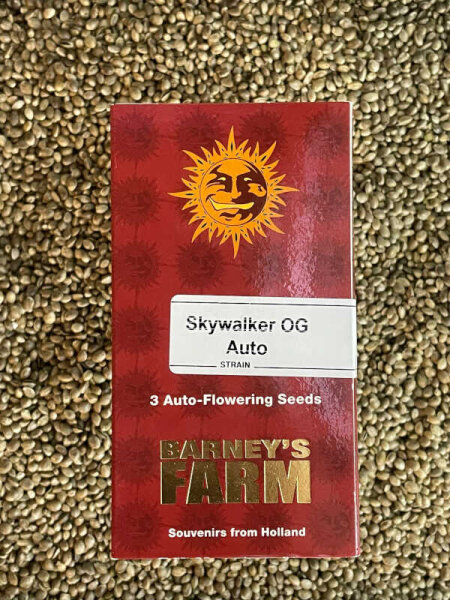 Skywalker OG
Auto
STRAIN
3 Auto-Flowering Seeds
BARNEY'S
FARM
Souvenirs from Holland